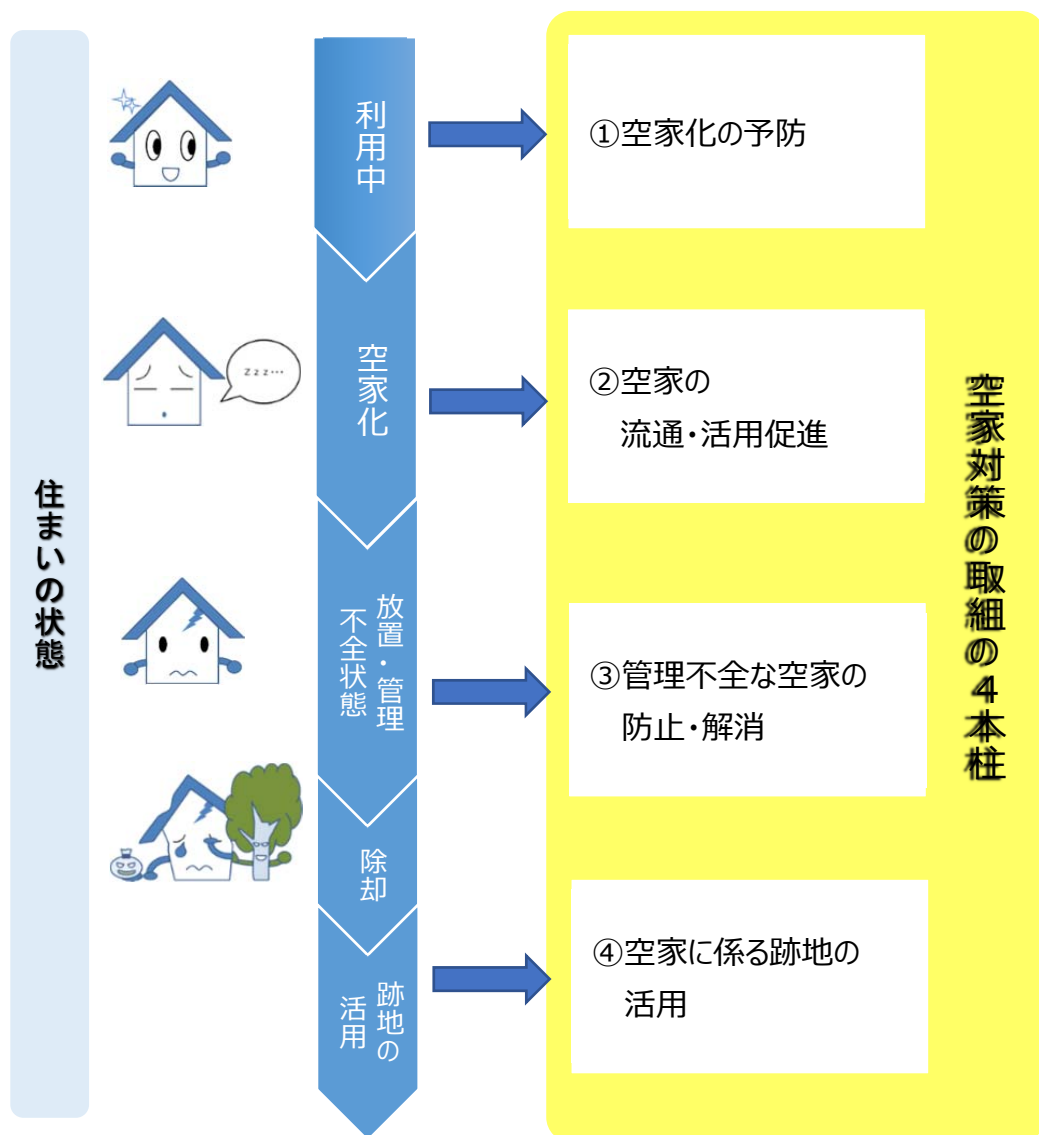 住まいの状態
利用中
①空家化の予防
空家化
zzz…
②空家の
流通・活用促進
放置・管理
不全状態
③管理不全な空家の
防止・解消
除却
跡地の
活用
④空家に係る跡地の
活用
空家対策の取組の４本柱